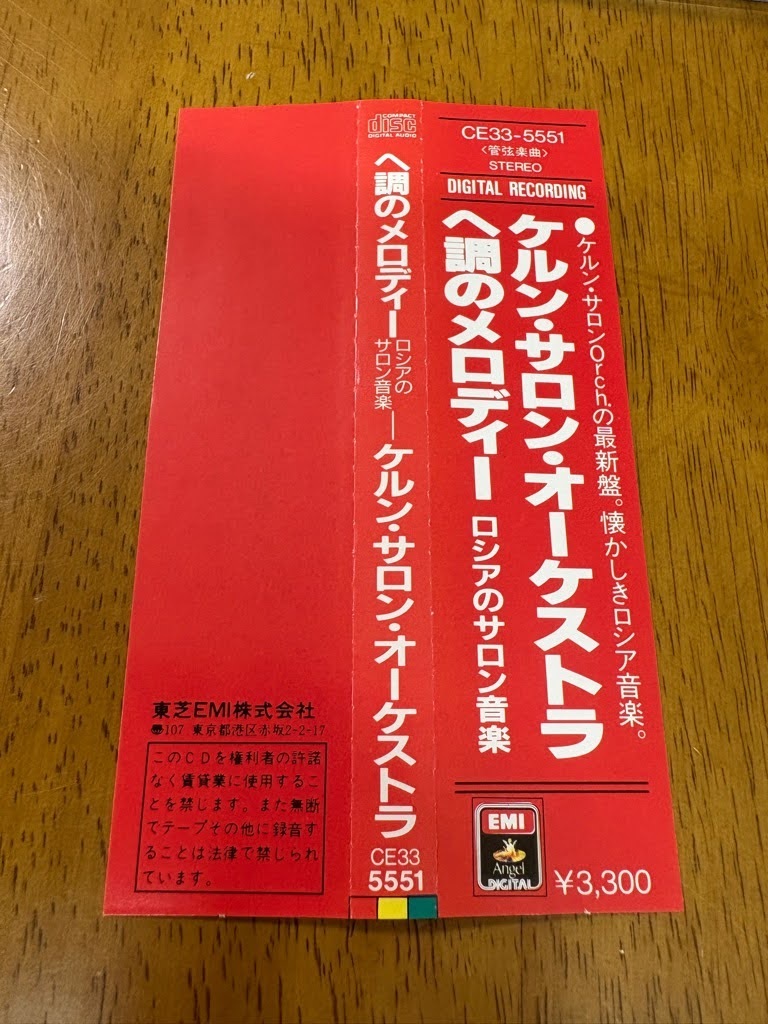 CE33-5551
〈管弦楽曲〉
STEREO
DIGITAL RECORDING
●ケルン・サロンOrch.の最新盤。懐かしきロシア音楽。
ケルン・サロン・オーケストラ
ヘ調のメロディー ロシアのサロン音楽
EMI
Angel
DIGITAL
¥3,300
COMPACT
disc
DIGITAL AUDIO
ヘ調のメロディー
ロシアの
サロン音楽
―ケルン・サロン・オーケストラ
CE33
5551
東芝EMI株式会社
〒107 東京都港区赤坂2-2-17
このCDを権利者の許諾
なく賃貸業に使用するこ
とを禁じます。また無断
でテープその他に録音す
ることは法律で禁じられ
ています。